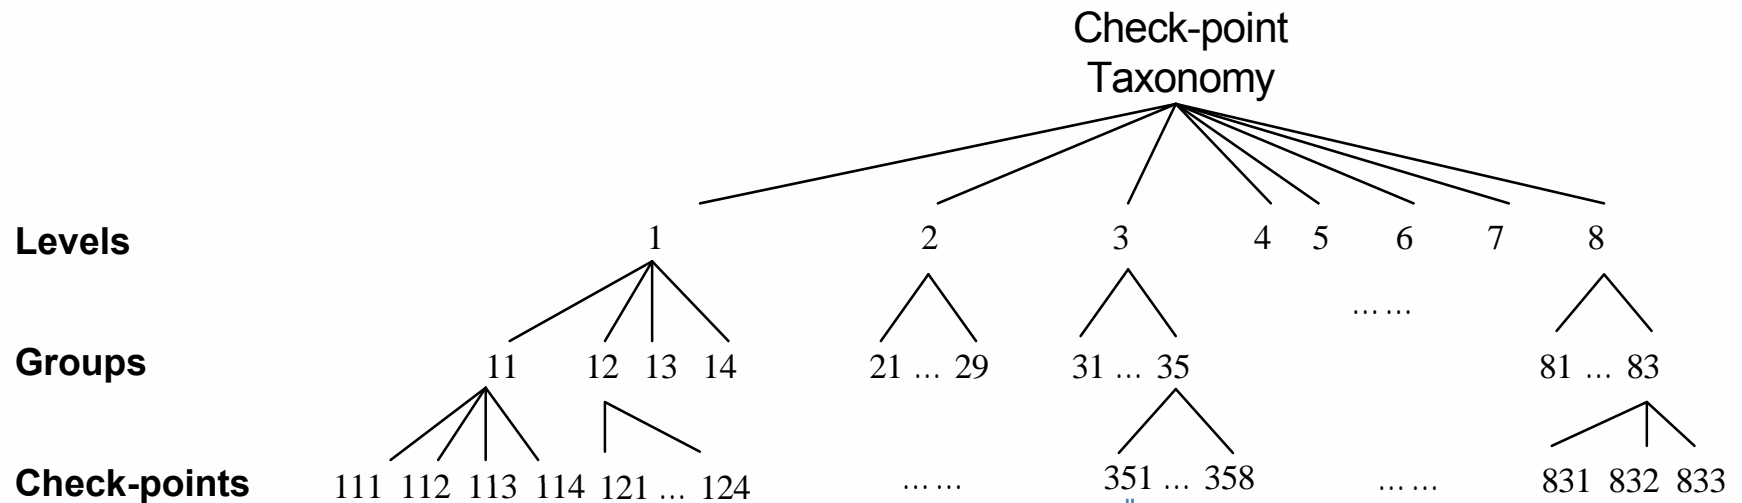 Check-point
Taxonomy
Levels 1 2 3 4 5 6 7 8
... ...
Groups 11 12 13 14 21 ... 29 31 ... 35 81 ... 83
Check-points 111 112 113 114 121 ... 124 ... ... 351 ... 358 ... ... 831 832 833